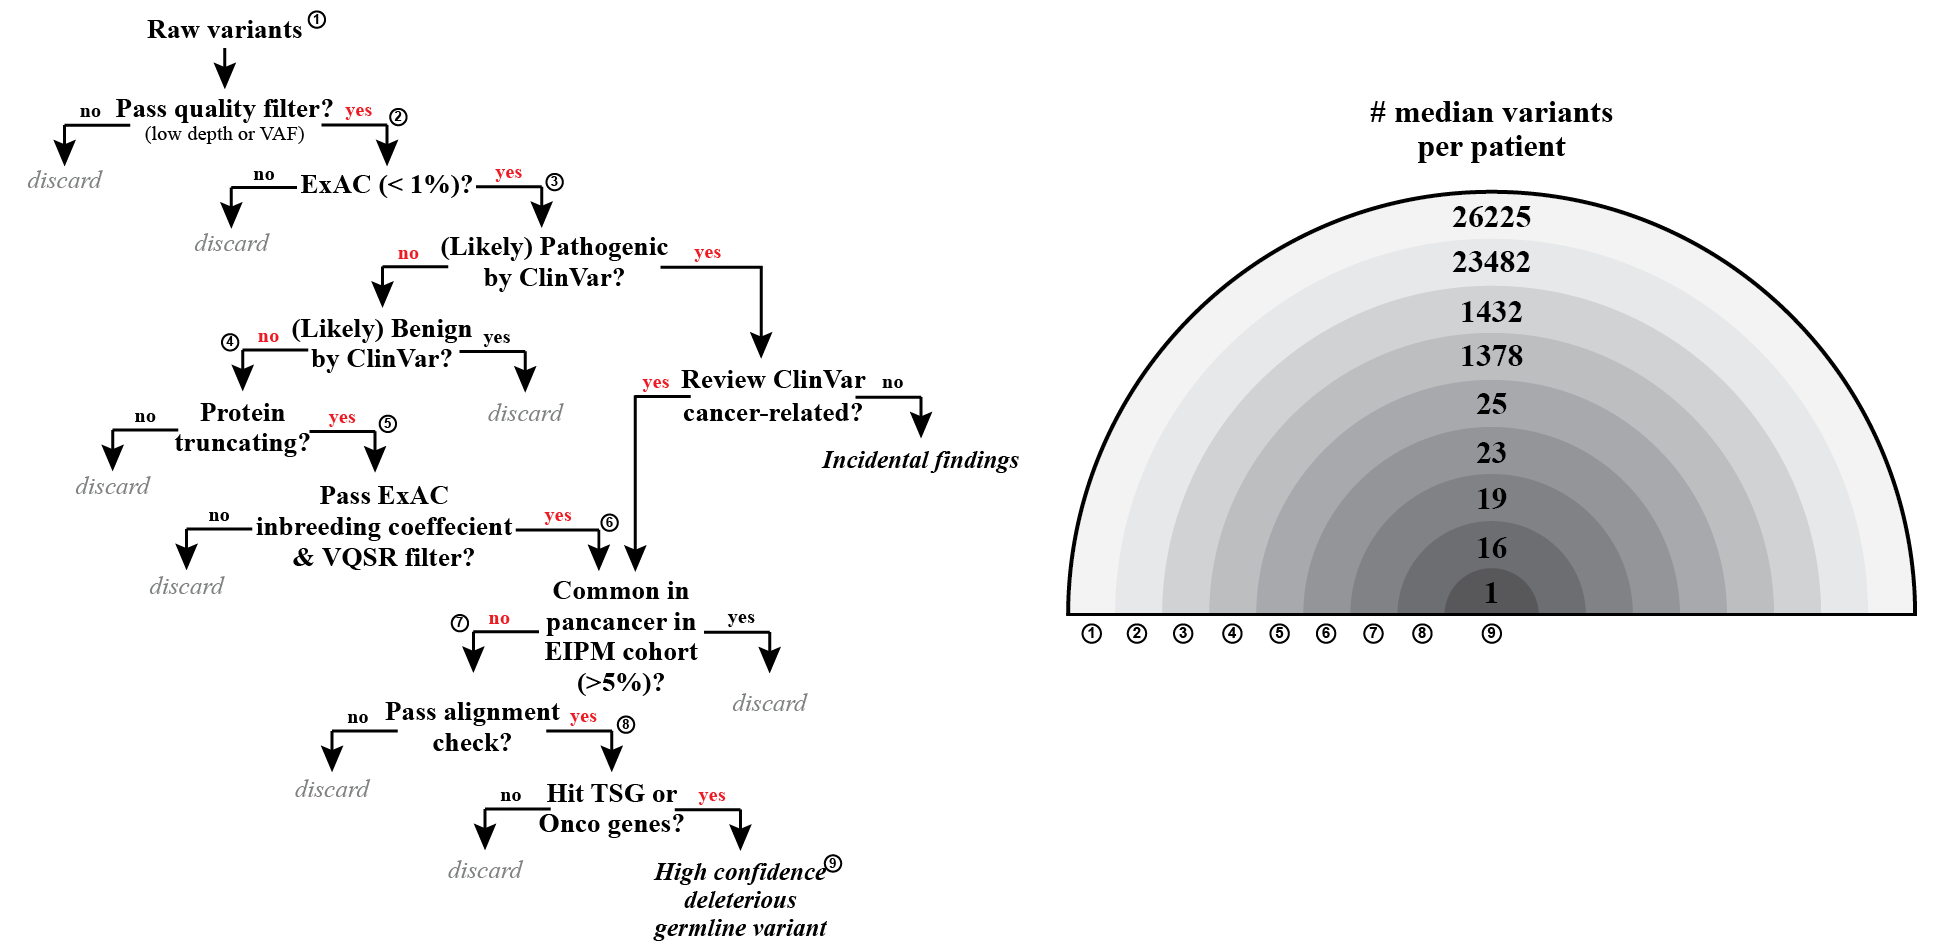 Raw variants ①
no Pass quality filter? yes ②
(low depth or VAF)
discard
no ExAC (< 1%)? yes ③
discard
no (Likely) Pathogenic yes
by ClinVar?
④ no (Likely) Benign yes
by ClinVar?
discard
no Protein yes ⑤
truncating?
discard
yes Review ClinVar no
cancer-related?
Incidental findings
Pass ExAC
no inbreeding coeffecient yes ⑥
& VQSR filter?
discard
Common in
⑦ no pancancer in yes
EIPM cohort
(>5%)?
discard
no Pass alignment yes ⑧
check?
discard
no Hit TSG or yes
Onco genes?
discard
High confidence ⑨
deleterious
germline variant
# median variants
per patient
26225
23482
1432
1378
25
23
19
16
1
① ② ③ ④ ⑤ ⑥ ⑦ ⑧ ⑨